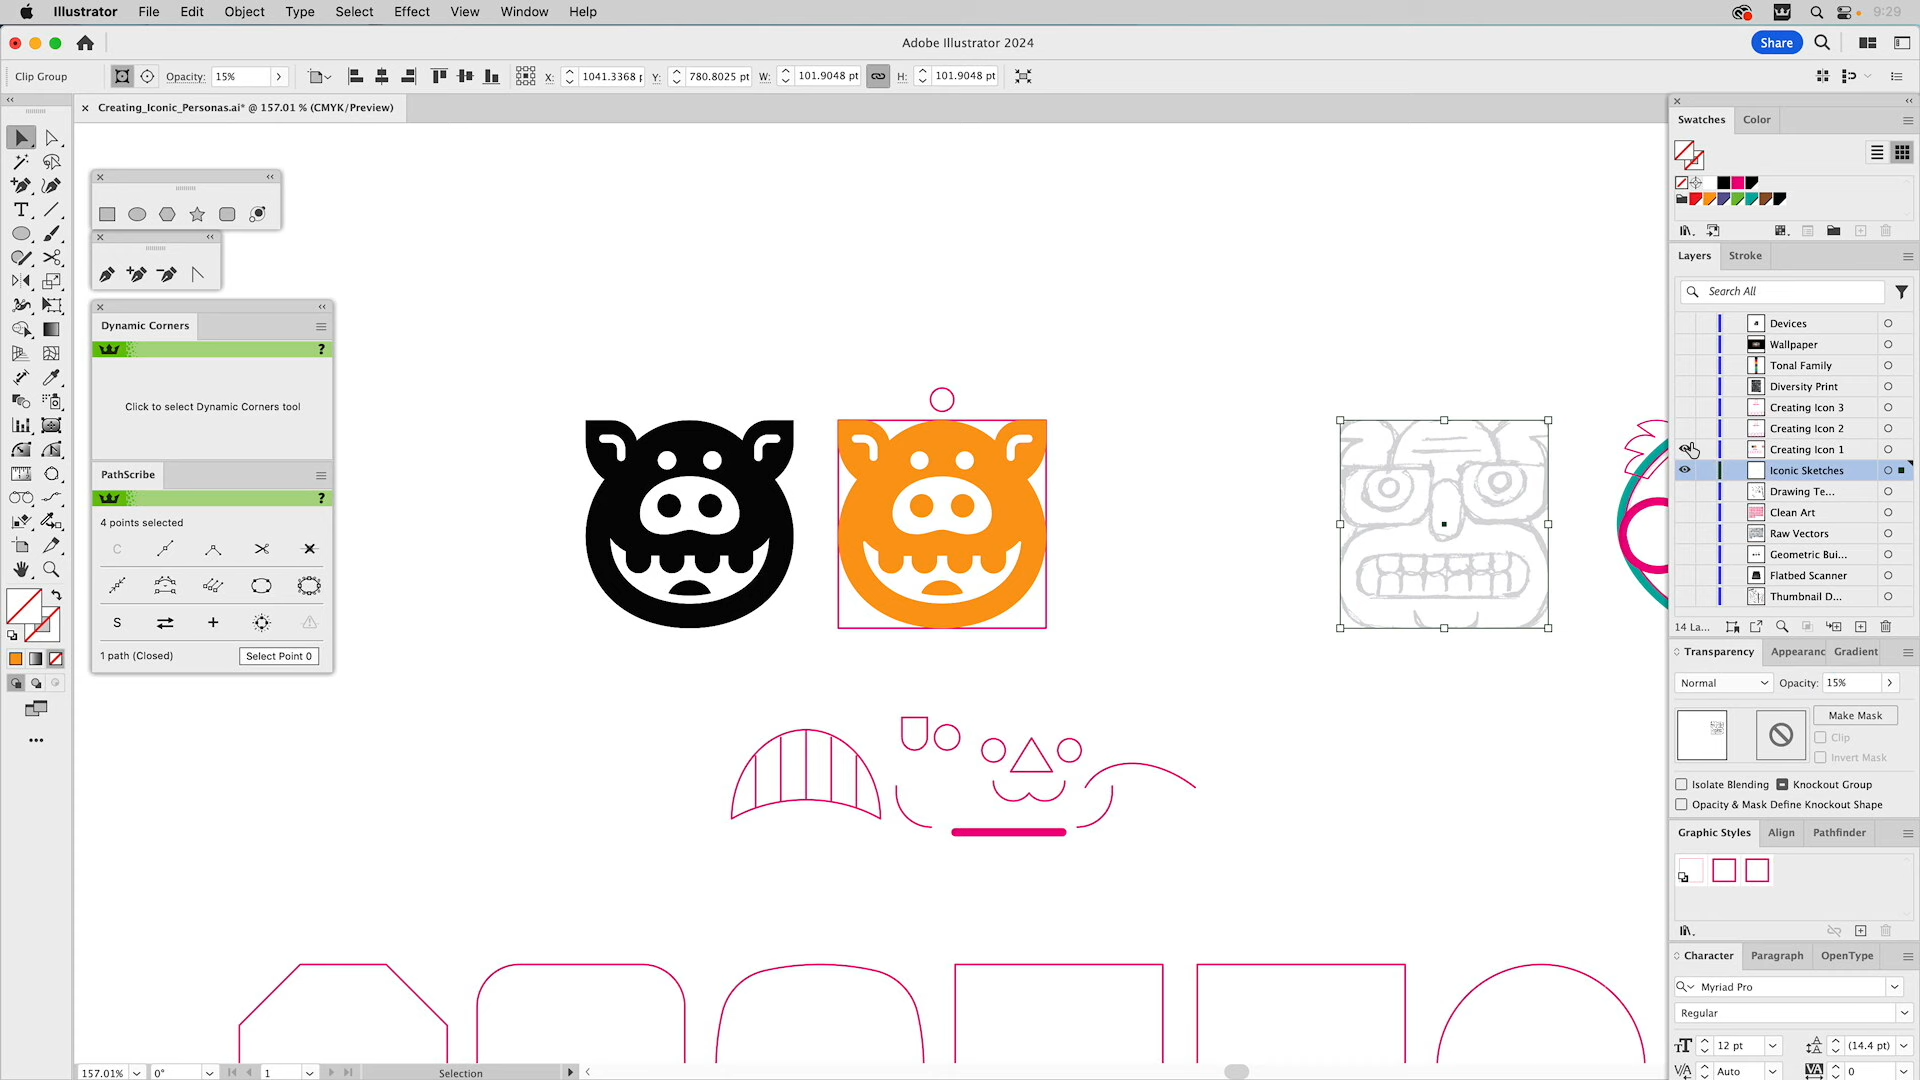 Illustrator File Edit Object Type Select Effect View Window Help 9:29
Adobe Illustrator 2024
Share
Clip Group Opacity: 15% X: 1041.3368 Y: 780.8025 pt W: 101.9048 pt H: 101.9048 pt
Creating_Iconic_Personas.ai* @ 157.01 % (CMYK/Preview)
Swatches Color
Layers Stroke
Search All
Devices
Wallpaper
Tonal Family
Diversity Print
Creating Icon 3
Creating Icon 2
Creating Icon 1
Iconic Sketches
Drawing Te...
Clean Art
Raw Vectors
Geometric Bui...
Flatbed Scanner
Thumbnail D...
14 La...
Dynamic Corners
?
Click to select Dynamic Corners tool
PathScribe
?
4 points selected
C
S
1 path (Closed) Select Point 0
Transparency Appearanc Gradient
Normal Opacity: 15%
Make Mask
Clip
Invert Mask
Isolate Blending Knockout Group
Opacity & Mask Define Knockout Shape
Graphic Styles Align Pathfinder
Character Paragraph OpenType
Myriad Pro
Regular
12 pt (14.4 pt)
Auto 0
157.01% 0° 1 Selection